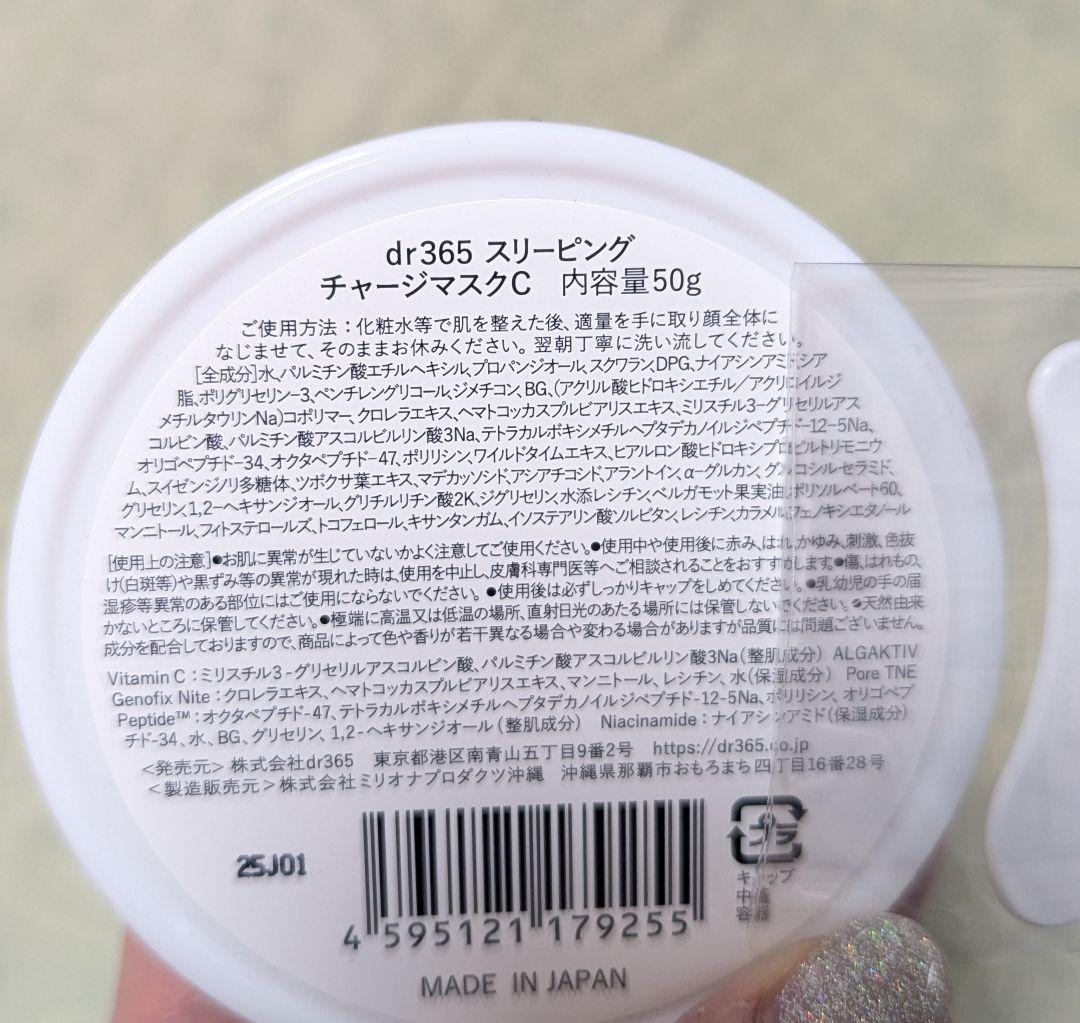 dr365 スリーピング
チャージマスクC 内容量50g
ご使用方法：化粧水等で肌を整えた後、適量を手に取り顔全体に
なじませて、そのままお休みください。翌朝丁寧に洗い流してください。
[全成分]水、パルミチン酸エチルヘキシル、プロパンジオール、スクワラン、DPG、ナイアシンアミド、シア
脂、ポリグリセリン-3、ペンチレングリコール、ジメチコン、BG、(アクリル酸ヒドロキシエチル／アクリロイルジ
メチルタウリンNa)コポリマー、クロレラエキス、ヘマトコッカスプルビアリスエキス、ミリスチル3-グリセリルアス
コルビン酸、パルミチン酸アスコルビルリン酸3Na、テトラカルボキシメチルヘプタデカノイルジペプチド-12-5Na、
オリゴペプチド-34、オクタペプチド-47、ポリリシン、ワイルドタイムエキス、ヒアルロン酸ヒドロキシプロピルトリモニウ
ム、スイゼンジノリ多糖体、ツボクサ葉エキス、マデカッソシド、アシアチコシド、アラントイン、α-グルカン、グルコシルセラミド、
グリセリン、1,2-ヘキサンジオール、グリチルリチン酸2K、ジグリセリン、水添レシチン、ベルガモット果実油、ポリソルベート60、
マンニトール、フィトステロールズ、トコフェロール、キサンタンガム、イソステアリン酸ソルビタン、レシチン、カラメル、フェノキシエタノール
[使用上の注意]●お肌に異常が生じていないかよく注意してご使用ください。●使用中や使用後に赤み、はれ、かゆみ、刺激、色抜
け(白斑等)や黒ずみ等の異常が現れた時は、使用を中止し、皮膚科専門医等へご相談されることをおすすめします。●傷、はれもの、
湿疹等異常のある部位にはご使用にならないでください。●使用後は必ずしっかりキャップをしめてください。●乳幼児の手の届
かないところに保管してください。●極端に高温又は低温の場所、直射日光のあたる場所には保管しないでください。●天然由来
成分を配合しておりますので、商品によって色や香りが若干異なる場合や変わる場合がありますが品質には問題ございません。
Vitamin C：ミリスチル3-グリセリルアスコルビン酸、パルミチン酸アスコルビルリン酸3Na(整肌成分) ALGAKTIV
Genofix Nite：クロレラエキス、ヘマトコッカスプルビアリスエキス、マンニトール、レシチン、水(保湿成分) Pore TNE
Peptide™：オクタペプチド-47、テトラカルボキシメチルヘプタデカノイルジペプチド-12-5Na、ポリリシン、オリゴペプ
チド-34、水、BG、グリセリン、1,2-ヘキサンジオール(整肌成分) Niacinamide：ナイアシンアミド(保湿成分)
＜発売元＞株式会社dr365 東京都港区南青山五丁目9番2号 https://dr365.co.jp
＜製造販売元＞株式会社ミリオナプロダクツ沖縄 沖縄県那覇市おもろまち四丁目16番28号
25J01
プラ
キャップ
中蓋
容器
4 595121 179255
MADE IN JAPAN